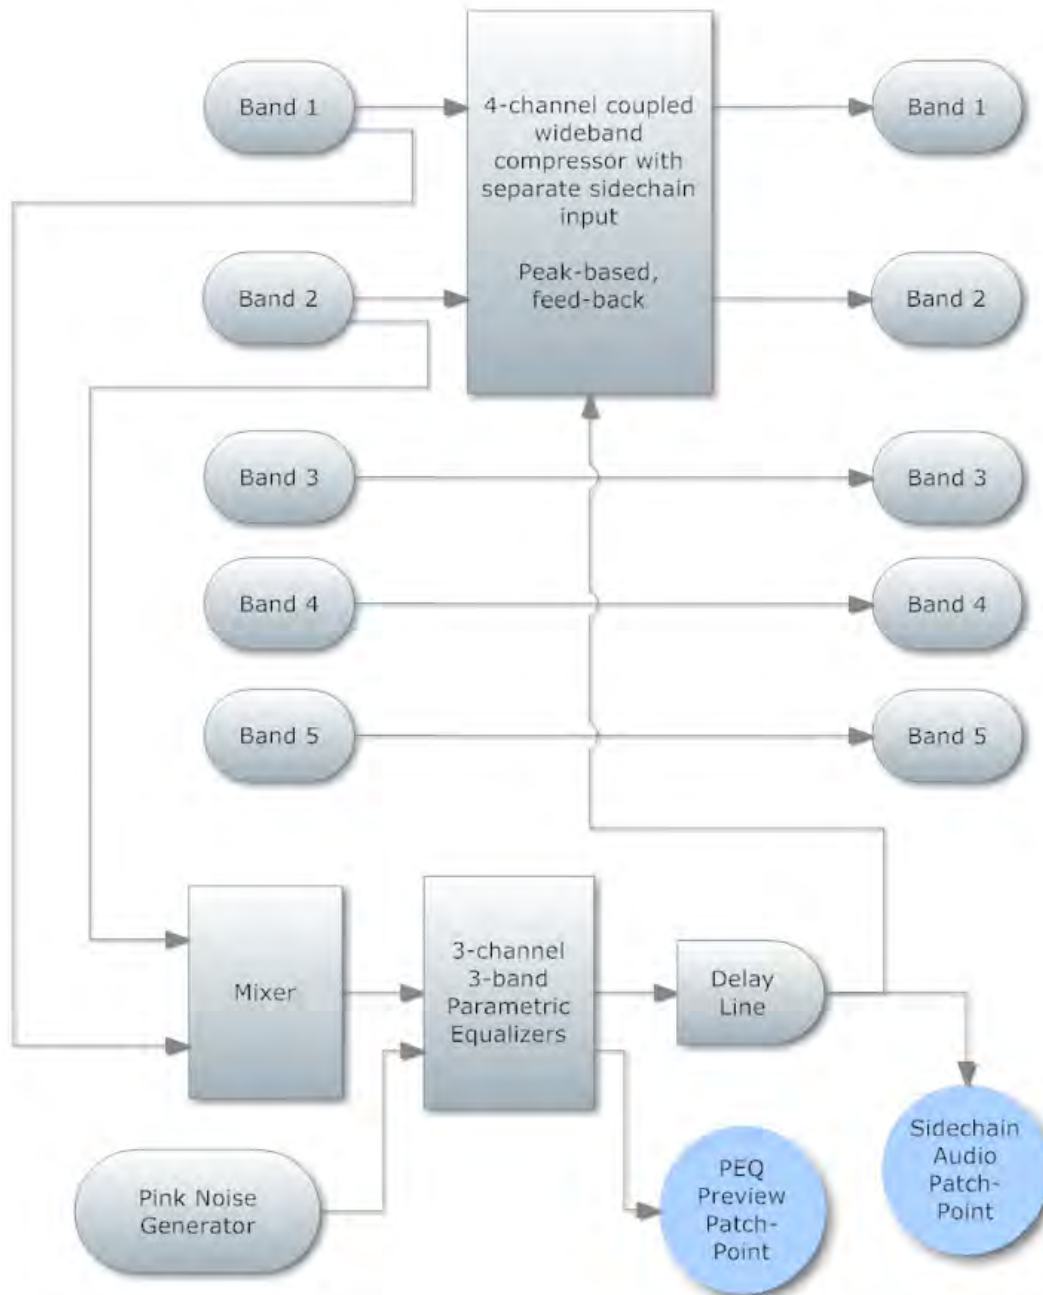 Band 1
4-channel coupled
wideband
compressor with
separate sidechain
input
Peak-based,
feed-back
Band 1
Band 2
Band 2
Band 3
Band 3
Band 4
Band 4
Band 5
Band 5
Mixer
3-channel
3-band
Parametric
Equalizers
Delay
Line
Pink Noise
Generator
PEQ
Preview
Patch-
Point
Sidechain
Audio
Patch-
Point